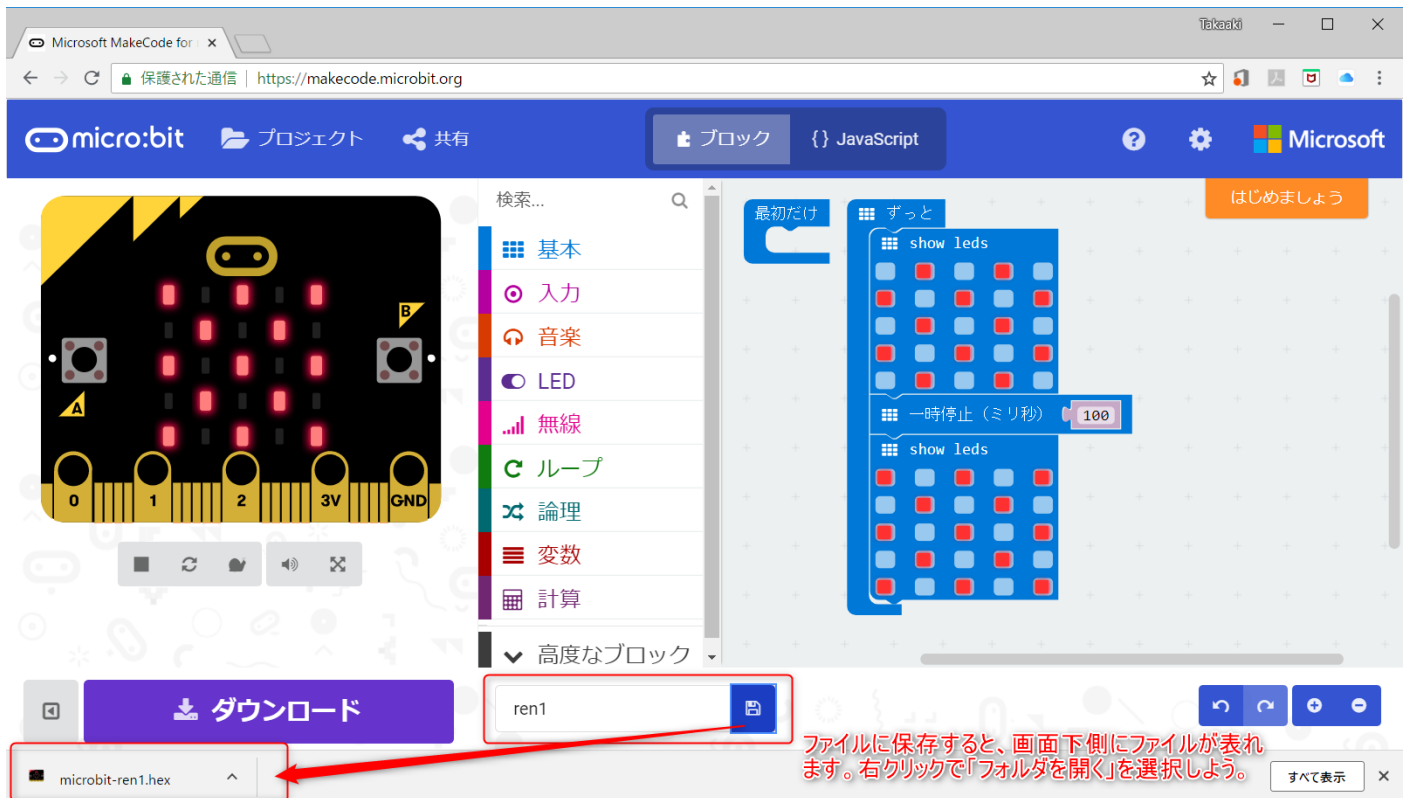 Takaaki
Microsoft MakeCode for
保護された通信 | https://makecode.microbit.org
micro:bit
プロジェクト
共有
ブロック
{} JavaScript
Microsoft
検索...
基本
入力
音楽
LED
無線
ループ
論理
変数
計算
高度なブロック
最初だけ
ずっと
show leds
一時停止（ミリ秒） 100
show leds
はじめましょう
A
B
0 1 2 3V GND
ダウンロード
ren1
ファイルに保存すると、画面下側にファイルが表れ
ます。右クリックで「フォルダを開く」を選択しよう。
microbit-ren1.hex
すべて表示